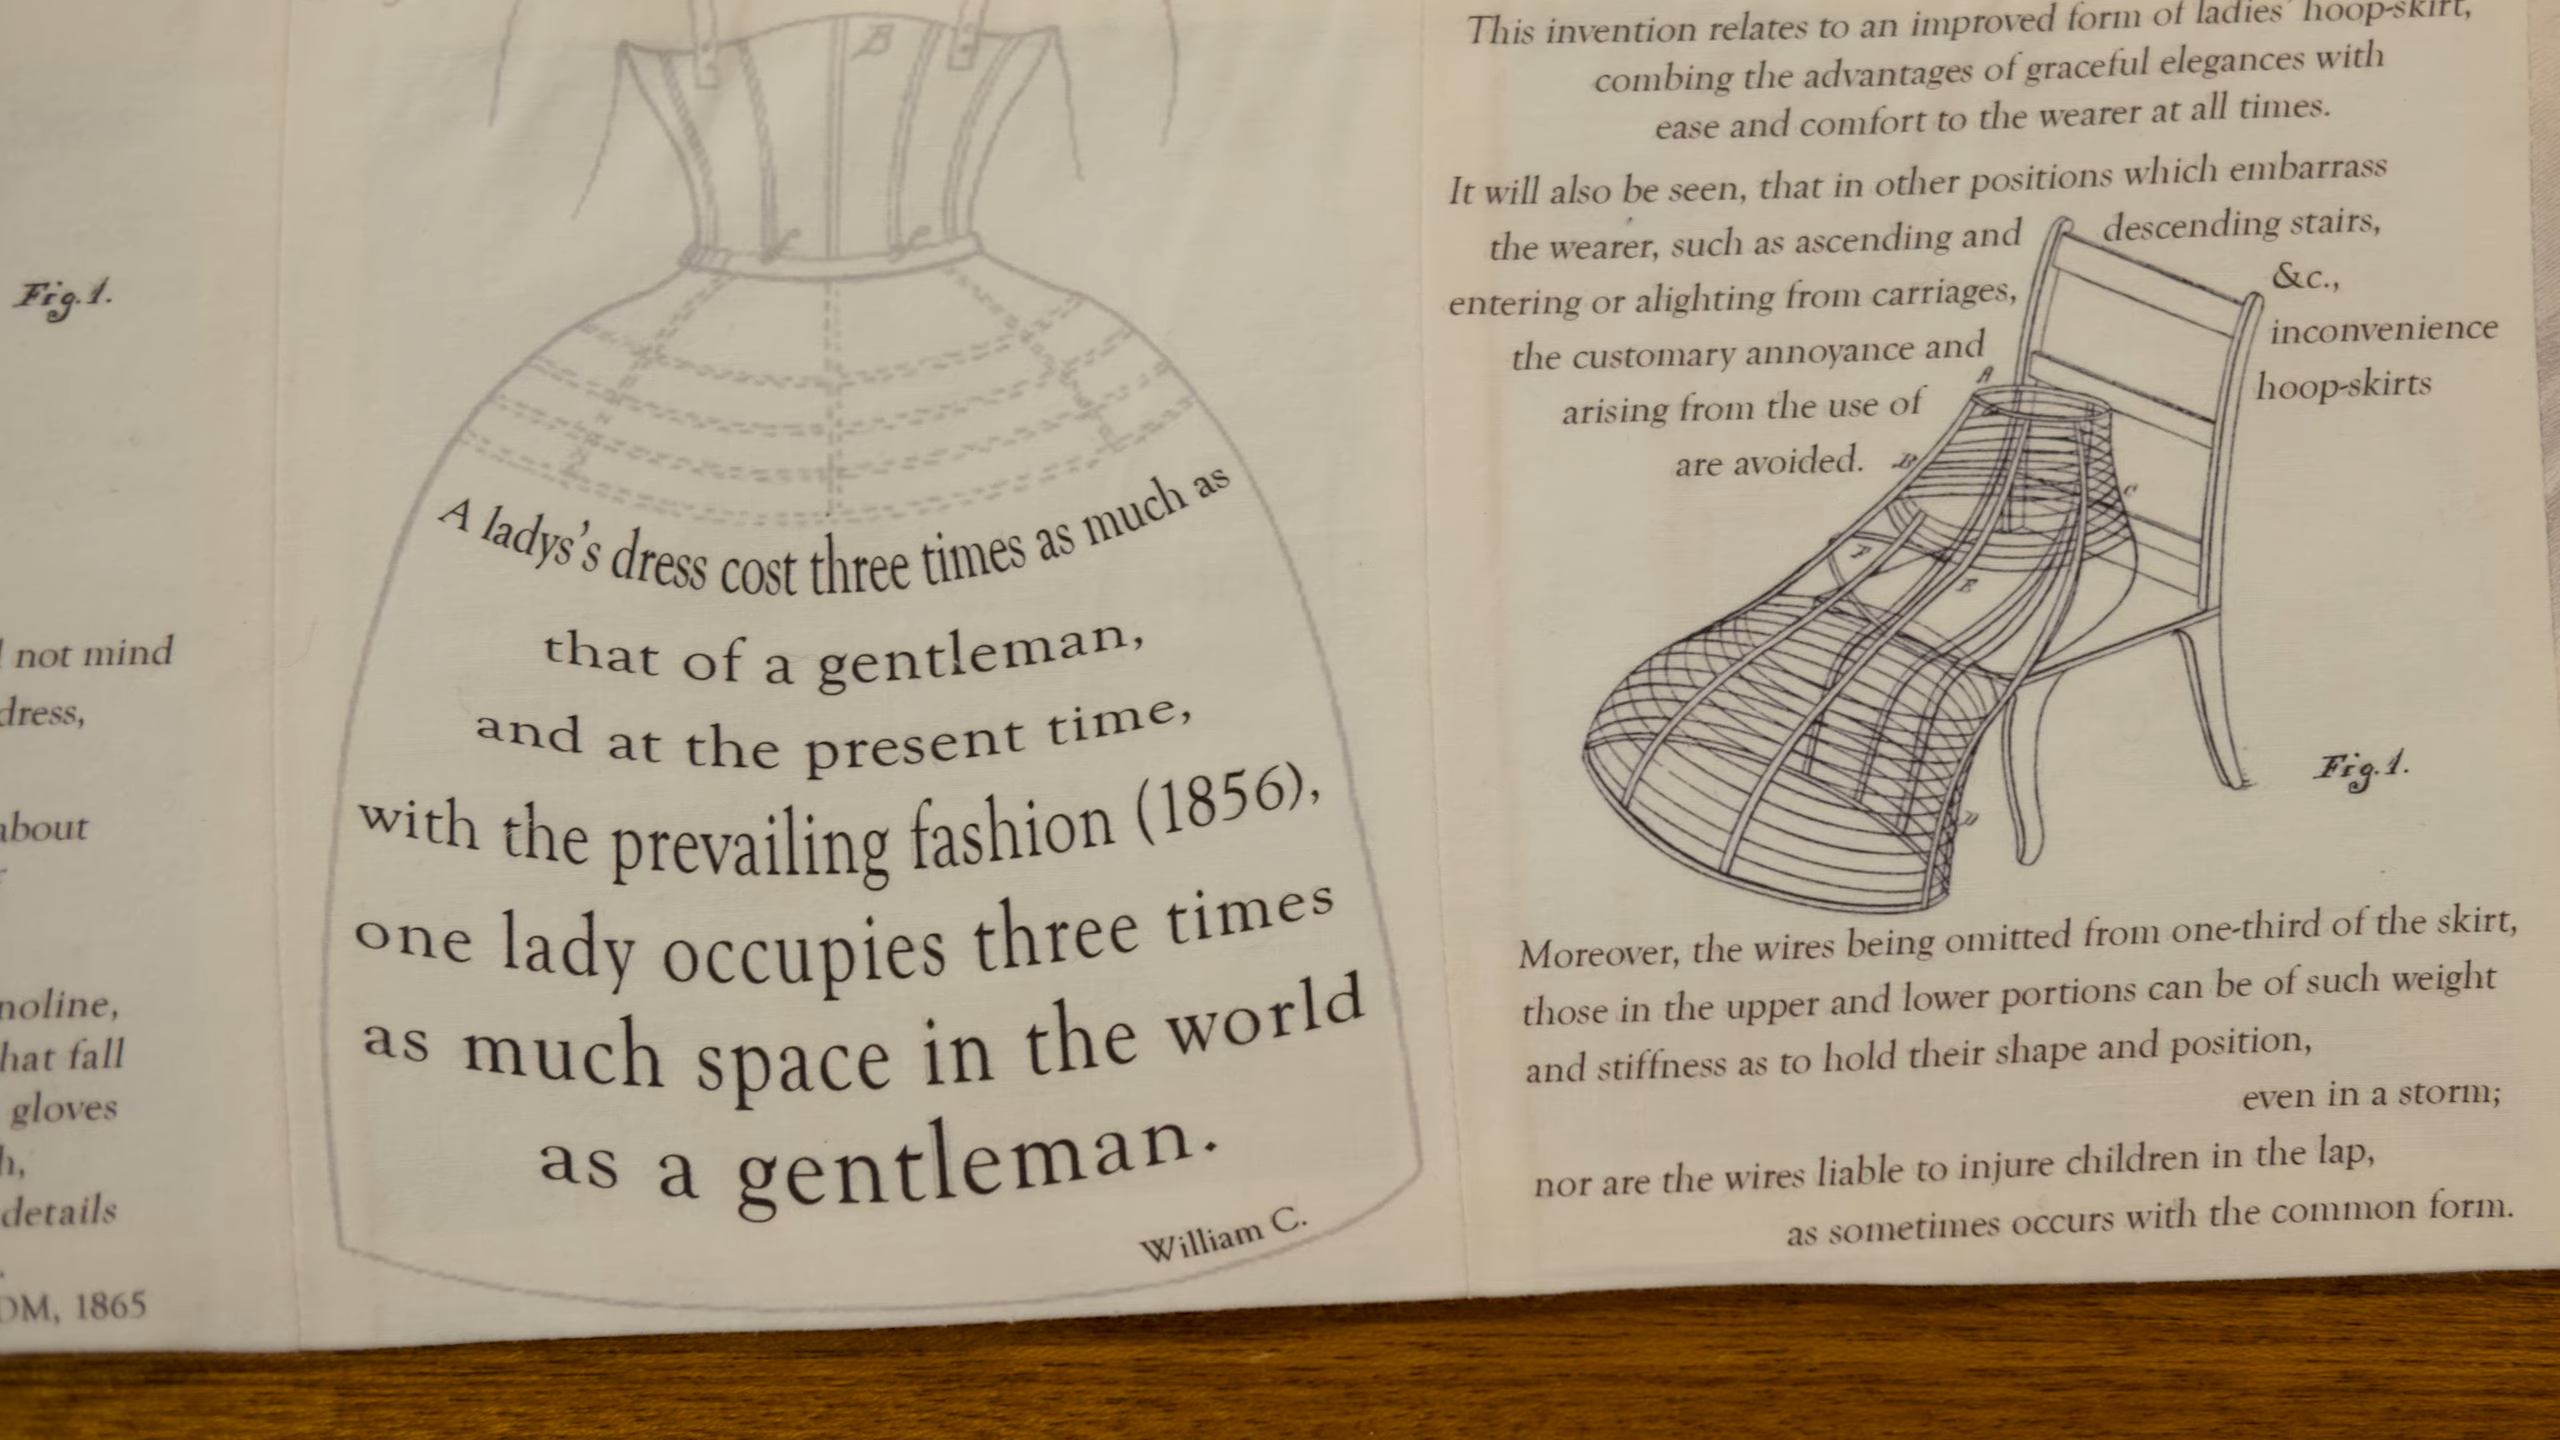 Fig.1.
not mind
dress,
about
hat fall
gloves
details
1865
B
A ladys's dress cost three times as much as
that of a gentleman,
and at the present time,
with the prevailing fashion (1856),
one lady occupies three times
as much space in the world
as a gentleman.
William C.
This invention relates to an improved form of ladies' hoop-skirt,
combing the advantages of graceful elegances with
ease and comfort to the wearer at all times.
It will also be seen, that in other positions which embarrass
the wearer, such as ascending and descending stairs,
entering or alighting from carriages, &c.,
the customary annoyance and inconvenience
arising from the use of hoop-skirts
are avoided.
A
B
C
F
E
D
Fig.1.
Moreover, the wires being omitted from one-third of the skirt,
those in the upper and lower portions can be of such weight
and stiffness as to hold their shape and position,
even in a storm;
nor are the wires liable to injure children in the lap,
as sometimes occurs with the common form.